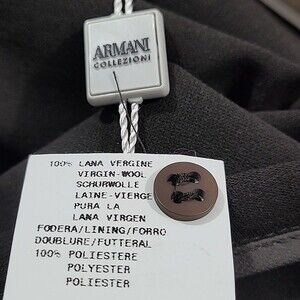 ARMANI
COLLEZIONI
100% LANA VERGINE
VIRGIN-WOOL
SCHURWOLLE
LAINE-VIERGE
PURA LA
LANA VIRGEN
FODERA/LINING/FORRO
DOUBLURE/FUTTERAL
100% POLIESTERE
POLYESTER
POLIESTER